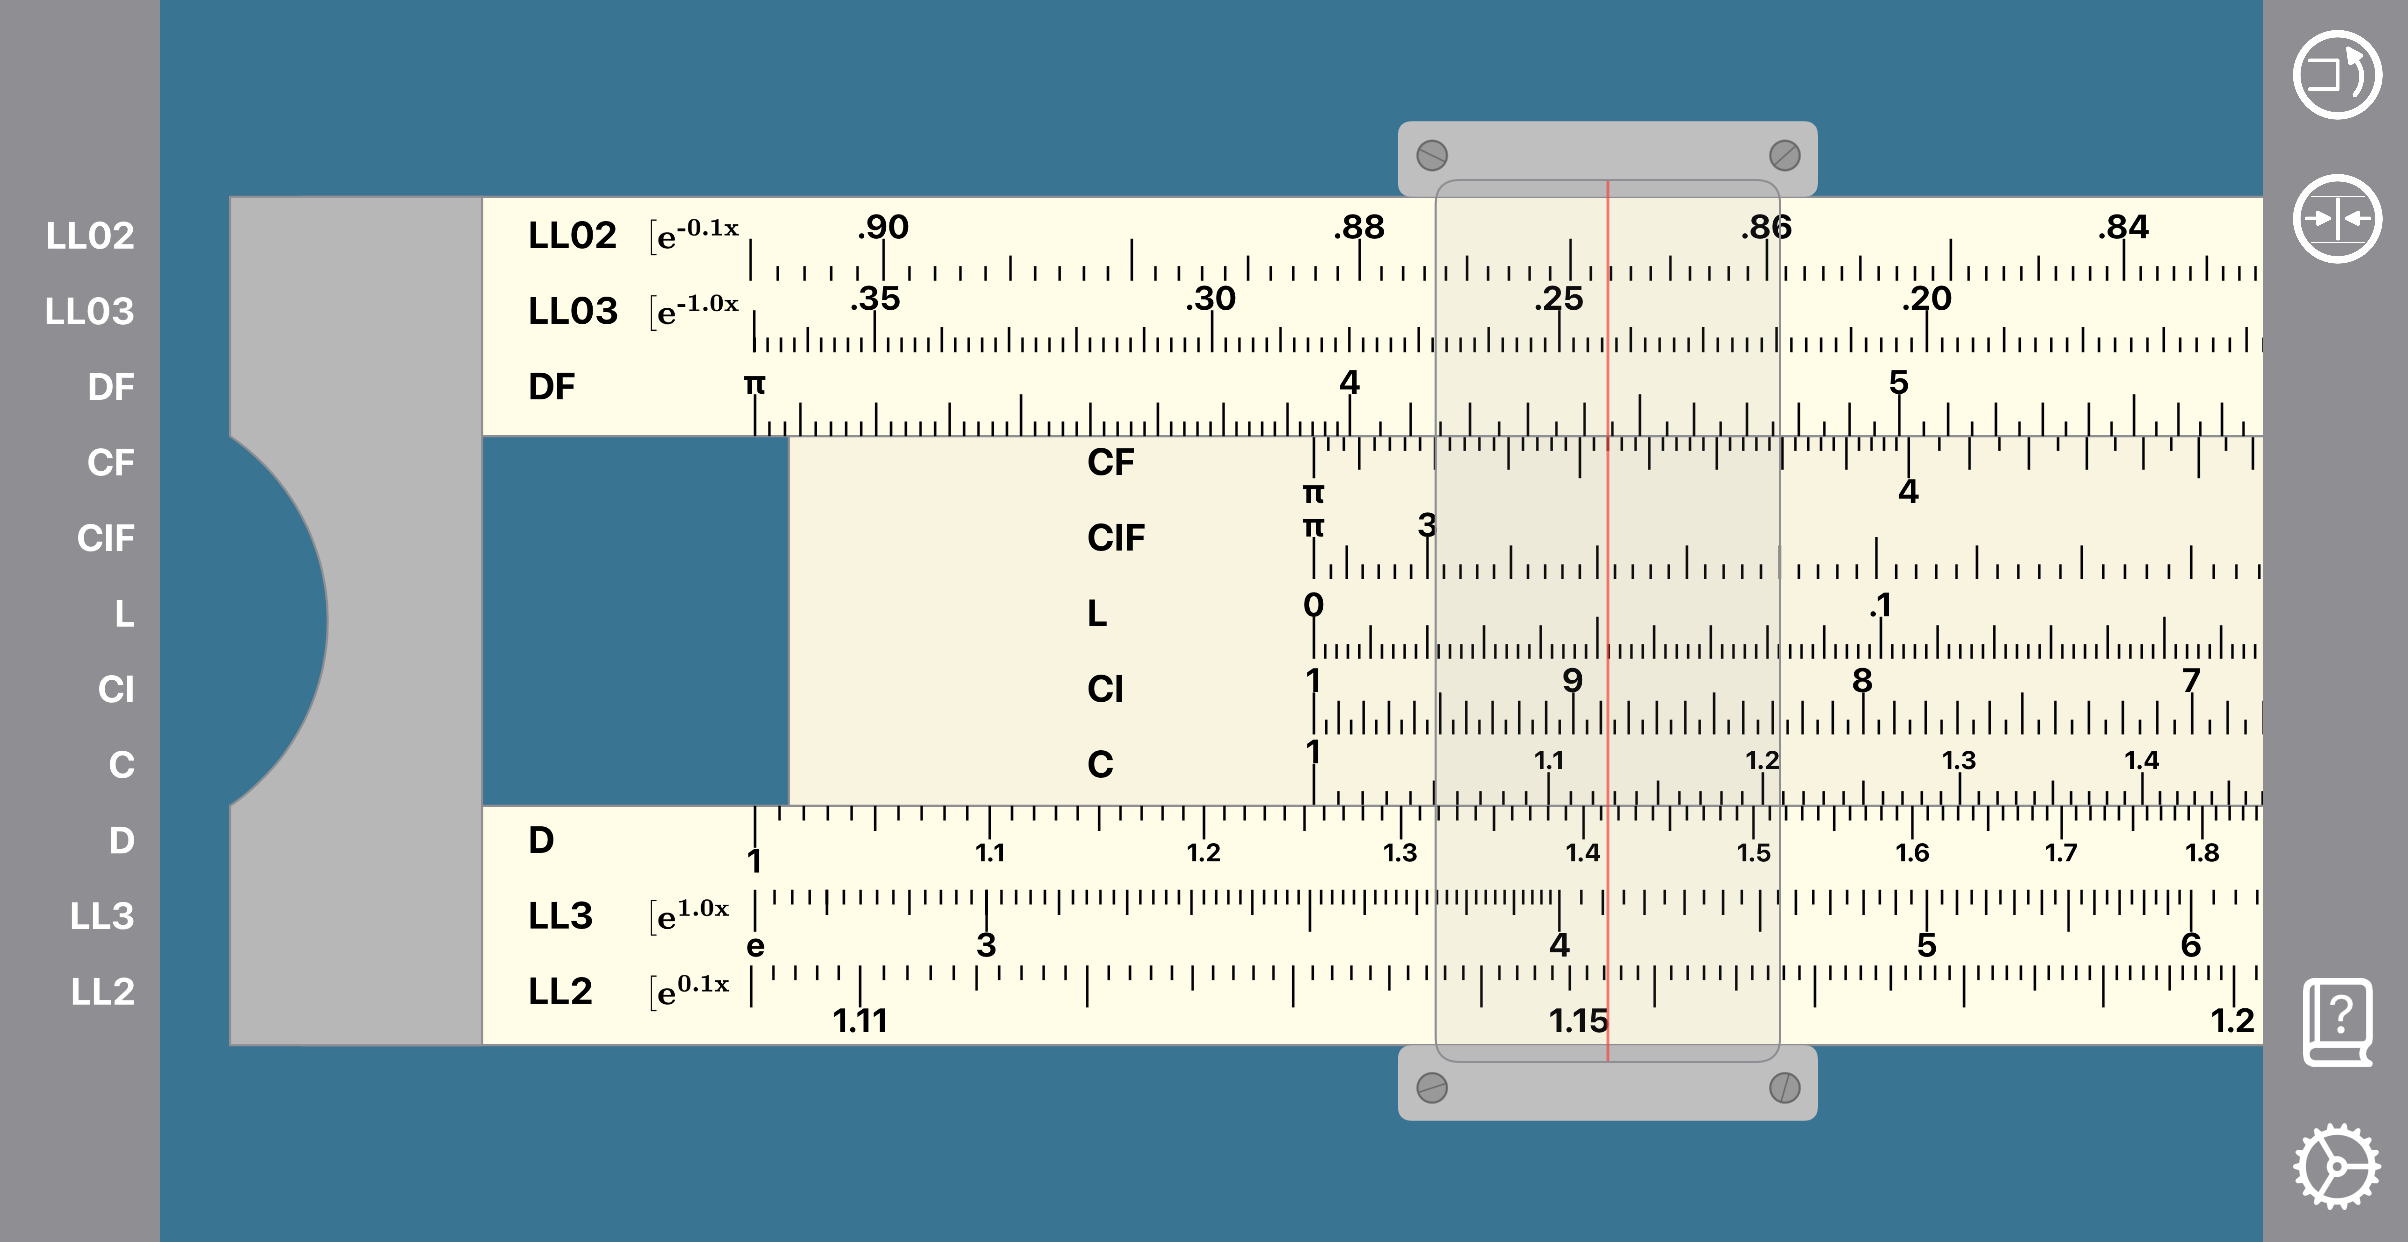 LL02 LL02 [e-0.1x .90 .88 .86 .84
LL03 LL03 [e-1.0x .35 .30 .25 .20
DF DF π 4 5
CF CF π 4
CIF CIF π 3
L L 0 .1
CI CI 1 9 8 7
C C 1 1.1 1.2 1.3 1.4
D D 1 1.1 1.2 1.3 1.4 1.5 1.6 1.7 1.8
LL3 LL3 [e1.0x e 3 4 5 6
LL2 LL2 [e0.1x 1.11 1.15 1.2
?